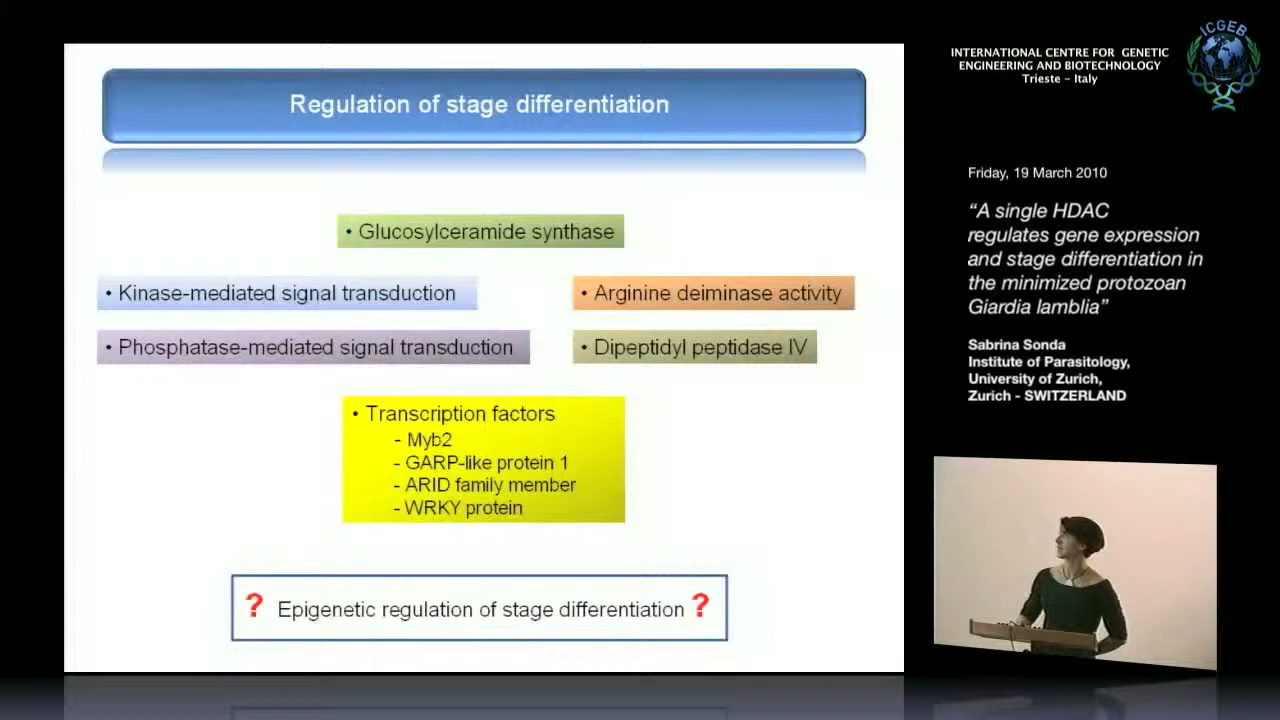 Regulation of stage differentiation
• Glucosylceramide synthase
• Kinase-mediated signal transduction
• Arginine deiminase activity
• Phosphatase-mediated signal transduction
• Dipeptidyl peptidase IV
• Transcription factors
- Myb2
- GARP-like protein 1
- ARID family member
- WRKY protein
? Epigenetic regulation of stage differentiation ?
INTERNATIONAL CENTRE FOR GENETIC
ENGINEERING AND BIOTECHNOLOGY
Trieste - Italy
ICGEB
Friday, 19 March 2010
“A single HDAC
regulates gene expression
and stage differentiation in
the minimized protozoan
Giardia lamblia”
Sabrina Sonda
Institute of Parasitology,
University of Zurich,
Zurich - SWITZERLAND